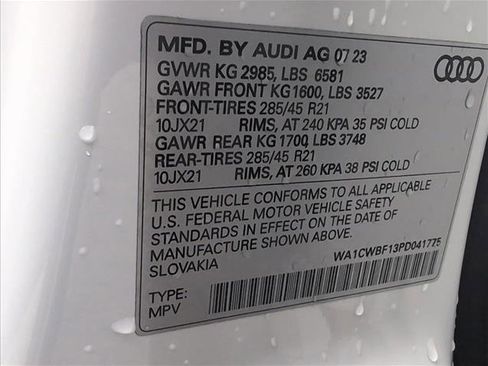 MFD. BY AUDI AG 07 23
GVWR KG 2985, LBS 6581
GAWR FRONT KG1600, LBS 3527
FRONT-TIRES 285/45 R21
10JX21 RIMS, AT 240 KPA 35 PSI COLD
GAWR REAR KG 1700, LBS 3748
REAR-TIRES 285/45 R21
10JX21 RIMS, AT 260 KPA 38 PSI COLD
THIS VEHICLE CONFORMS TO ALL APPLICABLE
U.S. FEDERAL MOTOR VEHICLE SAFETY
STANDARDS IN EFFECT ON THE DATE OF
MANUFACTURE SHOWN ABOVE.
SLOVAKIA WA1CWBF13PD041775
TYPE:
MPV